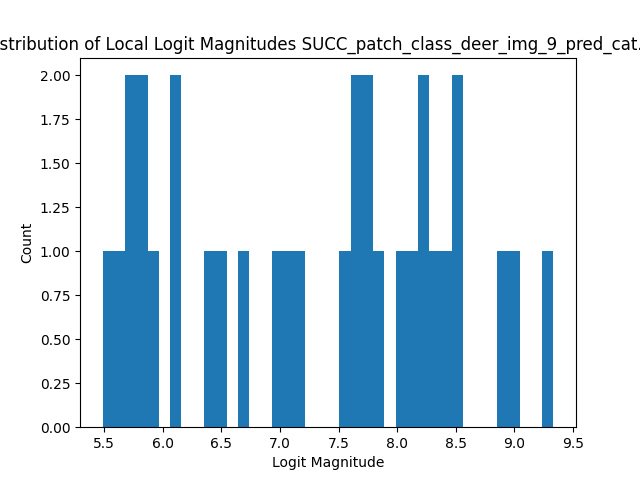 stribution of Local Logit Magnitudes SUCC_patch_class_deer_img_9_pred_cat.
2.00
1.75
1.50
1.25
1.00
0.75
0.50
0.25
0.00
Count
5.5 6.0 6.5 7.0 7.5 8.0 8.5 9.0 9.5
Logit Magnitude